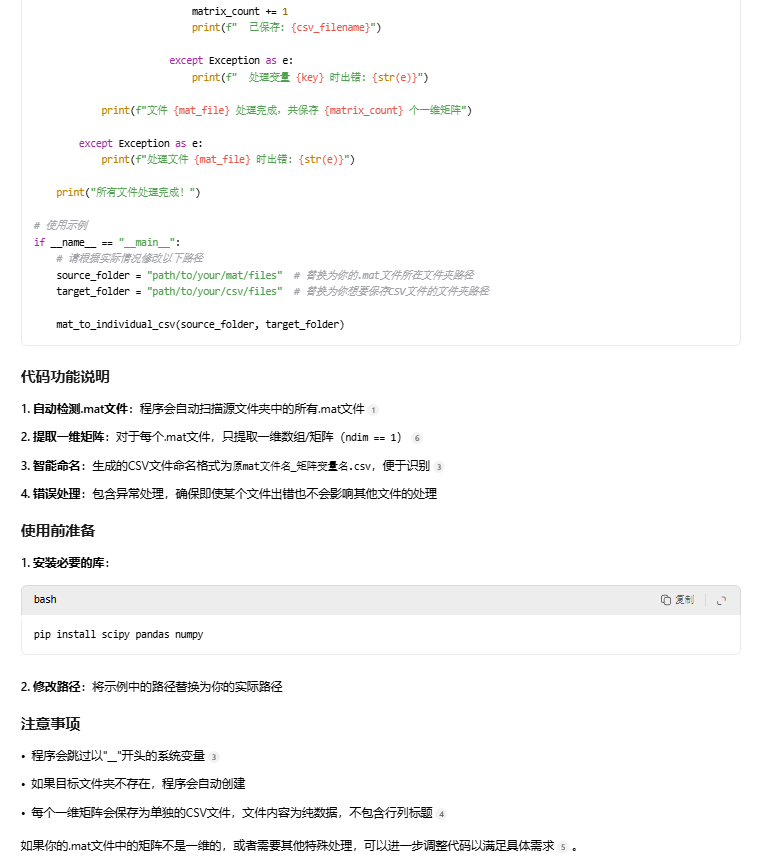 matrix_count += 1
print(f"  已保存: {csv_filename}")
except Exception as e:
print(f"  处理变量 {key} 时出错: {str(e)}")
print(f"文件 {mat_file} 处理完成，共保存 {matrix_count} 个一维矩阵")
except Exception as e:
print(f"处理文件 {mat_file} 时出错: {str(e)}")
print("所有文件处理完成！")
# 使用示例
if __name__ == "__main__":
# 请根据实际情况修改以下路径
source_folder = "path/to/your/mat/files"  # 替换为你的.mat文件所在文件夹路径
target_folder = "path/to/your/csv/files"  # 替换为你想要保存CSV文件的文件夹路径
mat_to_individual_csv(source_folder, target_folder)
代码功能说明
1. 自动检测.mat文件：程序会自动扫描源文件夹中的所有.mat文件 1
2. 提取一维矩阵：对于每个.mat文件，只提取一维数组/矩阵（ndim == 1） 6
3. 智能命名：生成的CSV文件命名格式为原mat文件名_矩阵变量名.csv，便于识别 3
4. 错误处理：包含异常处理，确保即使某个文件出错也不会影响其他文件的处理
使用前准备
1. 安装必要的库：
bash 复制
pip install scipy pandas numpy
2. 修改路径：将示例中的路径替换为你的实际路径
注意事项
• 程序会跳过以"__"开头的系统变量 3
• 如果目标文件夹不存在，程序会自动创建
• 每个一维矩阵会保存为单独的CSV文件，文件内容为纯数据，不包含行列标题 4
如果你的.mat文件中的矩阵不是一维的，或者需要其他特殊处理，可以进一步调整代码以满足具体需求 5 。